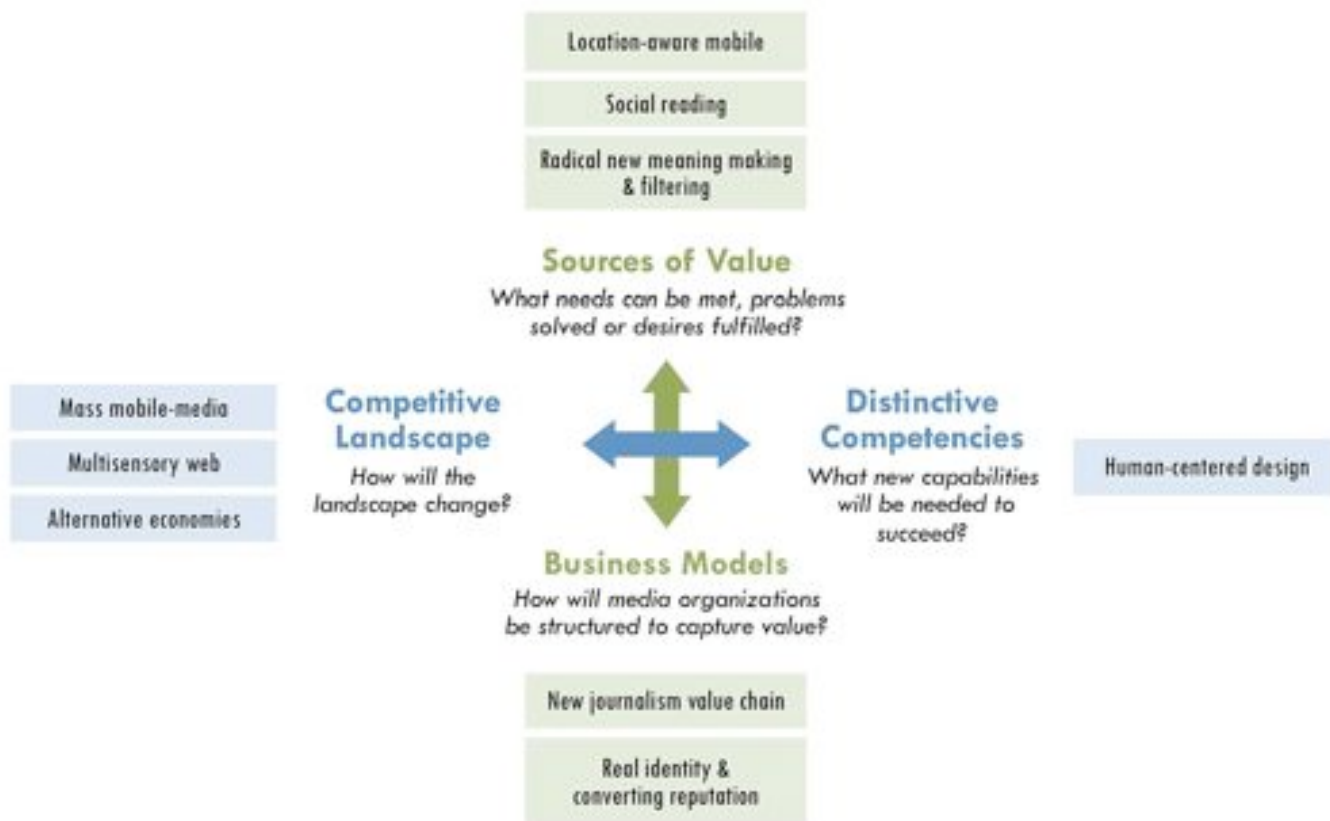 Location-aware mobile
Social reading
Radical new meaning making
& filtering
Sources of Value
What needs can be met, problems
solved or desires fulfilled?
Mass mobile-media
Multisensory web
Alternative economies
Competitive
Landscape
How will the
landscape change?
Distinctive
Competencies
What new capabilities
will be needed to
succeed?
Human-centered design
Business Models
How will media organizations
be structured to capture value?
New journalism value chain
Real identity &
converting reputation